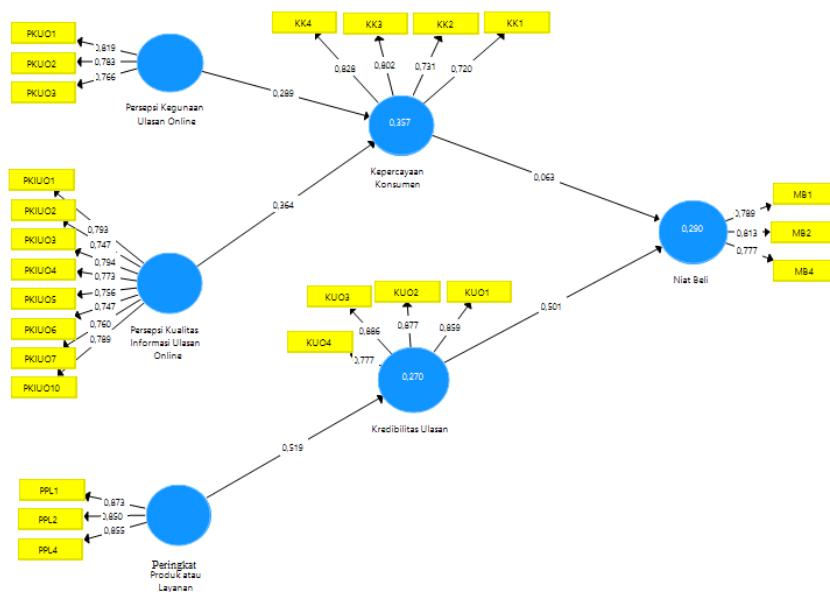 PKUO1
PKUO2
PKUO3
0,819
0,783
0,766
Persepsi Kegunaan
Ulasan Online
0,289
KK4
KK3
KK2
KK1
0,828
0,802
0,731
0,720
0,357
Kepercayaan
Konsumen
0,063
PKIUO1
PKIUO2
PKIUO3
PKIUO4
PKIUO5
PKIUO6
PKIUO7
PKIUO10
0,793
0,747
0,794
0,773
0,756
0,747
0,760
0,789
Persepsi Kualitas
Informasi Ulasan
Online
0,364
KUO4
KUO3
KUO2
KUO1
0,777
0,886
0,877
0,859
0,270
Kredibilitas Ulasan
0,501
0,290
Niat Beli
0,789
0,813
0,777
MB1
MB2
MB4
PPL1
PPL2
PPL4
0,873
0,850
0,855
Peringkat
Produk atau
Layanan
0,519